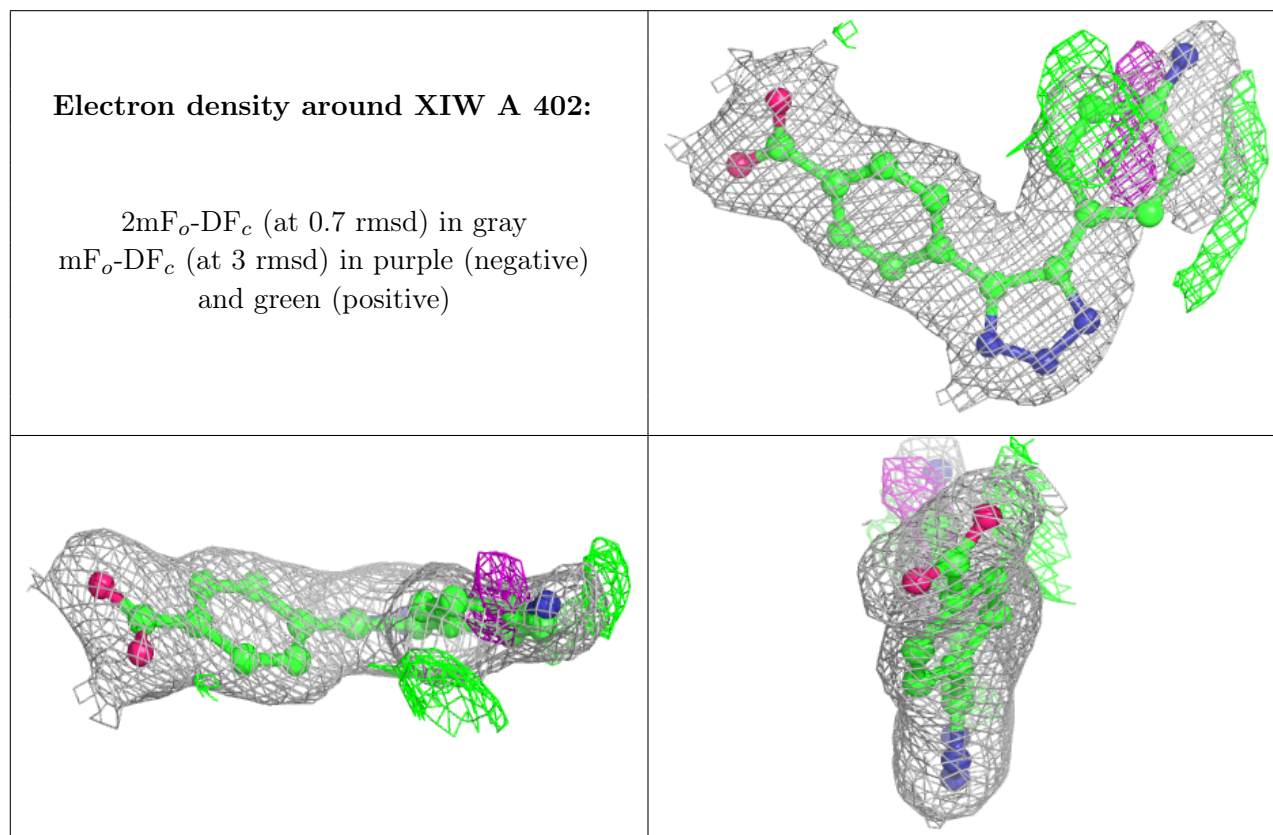 Electron density around XIW A 402:
2mFₒ-DF𝒸 (at 0.7 rmsd) in gray
mFₒ-DF𝒸 (at 3 rmsd) in purple (negative)
and green (positive)